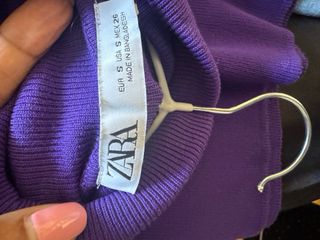 ZARA
EUR S USA S MEX 26
MADE IN BANGLADESH